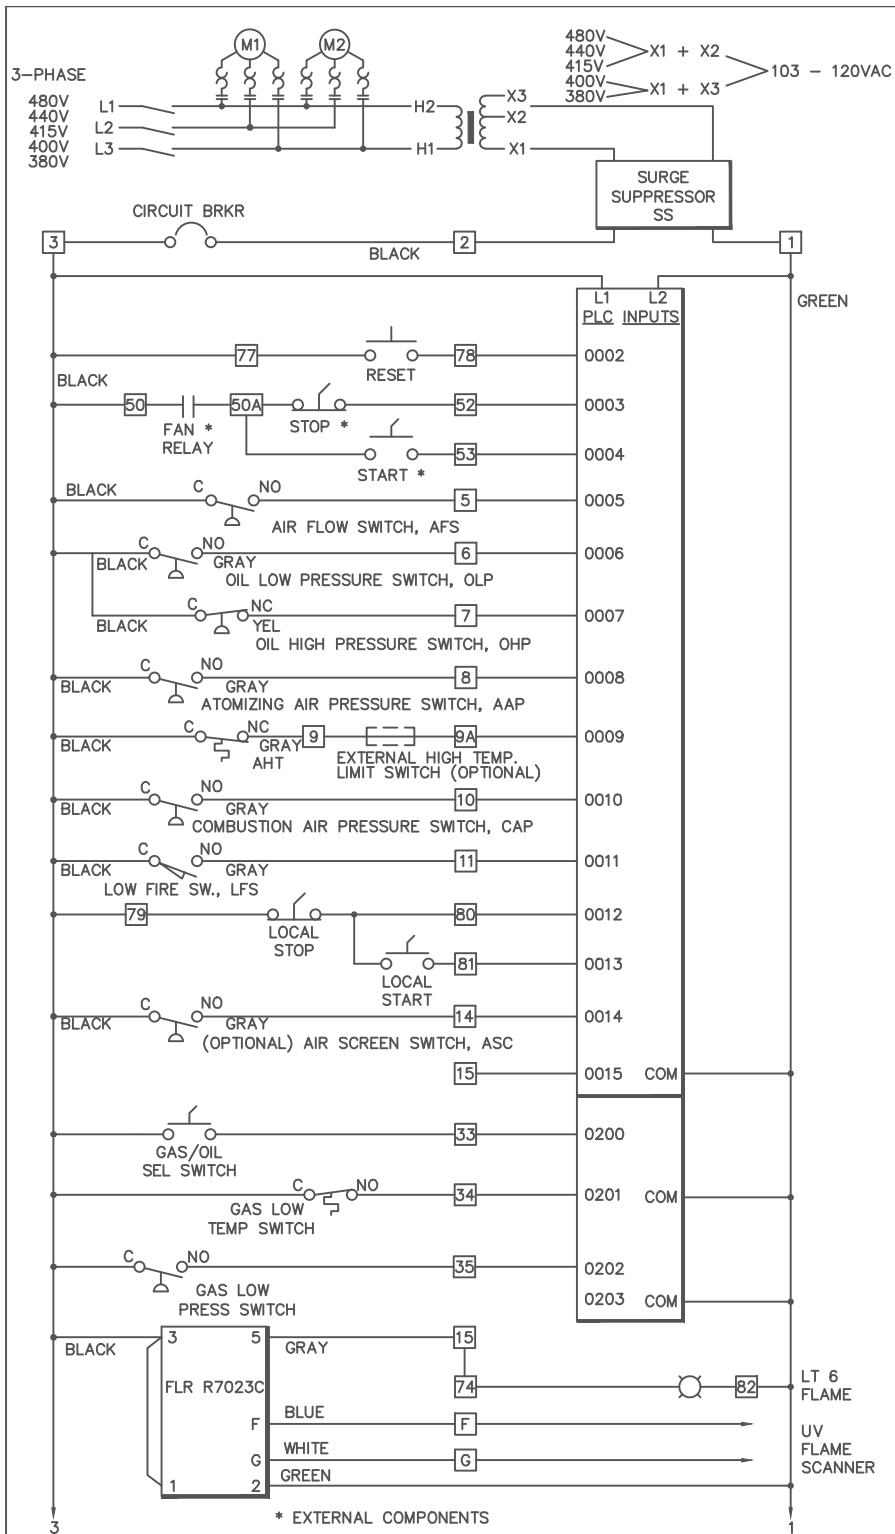 480V
440V X1 + X2
415V
103 - 120VAC
400V X1 + X3
380V
M1 M2
3-PHASE
480V
440V
415V
400V
380V
L1
L2
L3
H2
H1
X3
X2
X1
SURGE
SUPPRESSOR
SS
CIRCUIT BRKR
3 2 1
BLACK
GREEN
L1 L2
PLC INPUTS
77 78 0002
RESET
BLACK
50 50A 52 0003
FAN *
RELAY
STOP *
53 0004
START *
BLACK C NO 5 0005
AIR FLOW SWITCH, AFS
C NO 6 0006
BLACK GRAY
OIL LOW PRESSURE SWITCH, OLP
C NC 7 0007
BLACK YEL
OIL HIGH PRESSURE SWITCH, OHP
C NO 8 0008
BLACK GRAY
ATOMIZING AIR PRESSURE SWITCH, AAP
C NC 9 9A 0009
BLACK GRAY
AHT
EXTERNAL HIGH TEMP.
LIMIT SWITCH (OPTIONAL)
C NO 10 0010
BLACK GRAY
COMBUSTION AIR PRESSURE SWITCH, CAP
C NO 11 0011
BLACK GRAY
LOW FIRE SW., LFS
79 80 0012
LOCAL
STOP
81 0013
LOCAL
START
C NO 14 0014
BLACK GRAY
(OPTIONAL) AIR SCREEN SWITCH, ASC
15 0015 COM
33 0200
GAS/OIL
SEL SWITCH
C NO 34 0201 COM
GAS LOW
TEMP SWITCH
C NO 35 0202
GAS LOW
PRESS SWITCH
0203 COM
BLACK 3 5 GRAY 15
FLR R7023C
74 82
LT 6
FLAME
F BLUE F
G WHITE G
UV
FLAME
SCANNER
1 2 GREEN
* EXTERNAL COMPONENTS
3 1